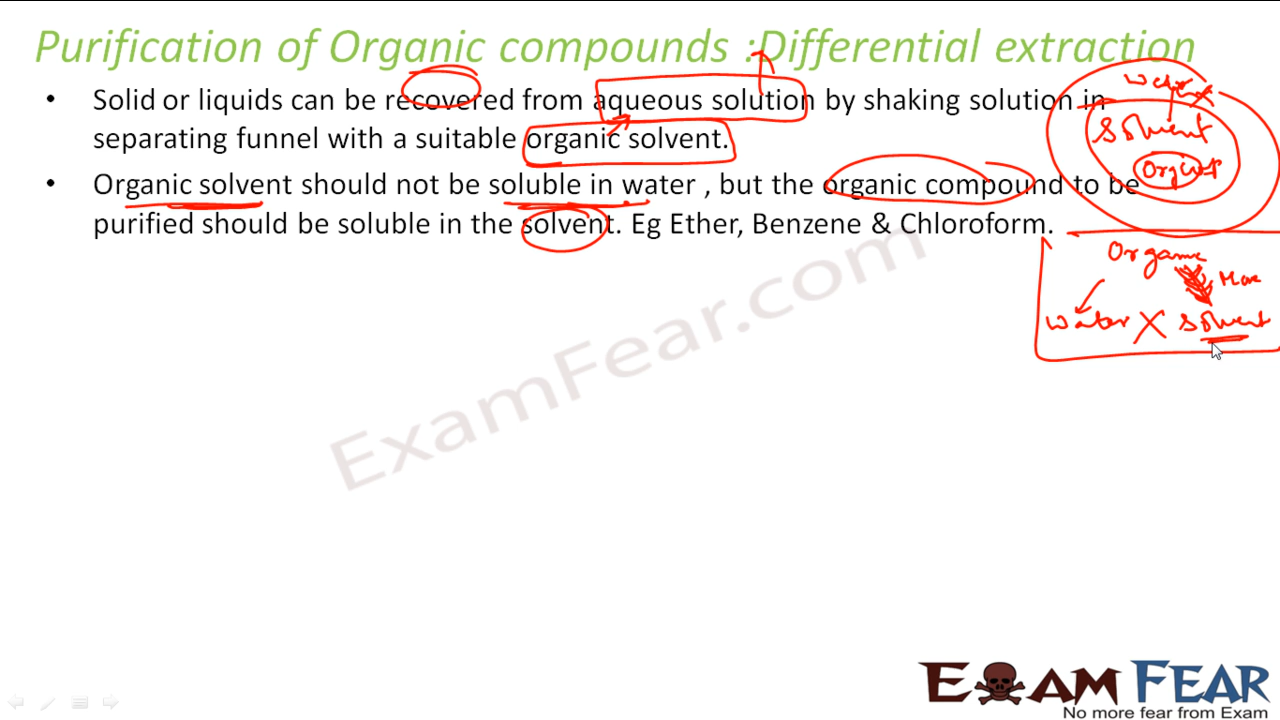 Purification of Organic compounds :Differential extraction
• Solid or liquids can be recovered from aqueous solution by shaking solution in
separating funnel with a suitable organic solvent.
• Organic solvent should not be soluble in water , but the organic compound to be
purified should be soluble in the solvent. Eg Ether, Benzene & Chloroform.
water
Solvent
Organic
More
water X Solvent
ExamFear.com
EXAM FEAR
No more fear from Exam